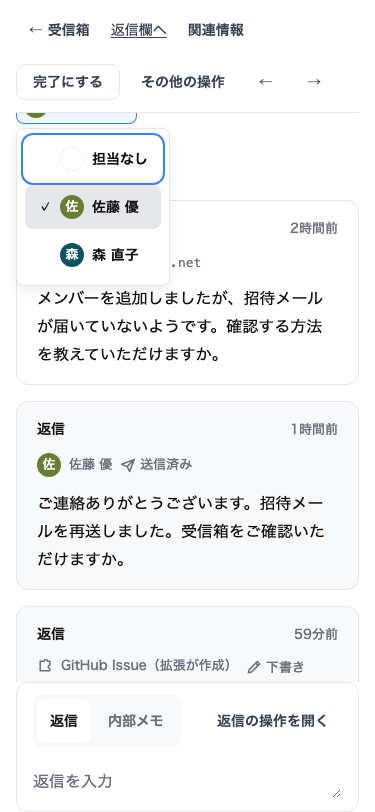 ← 受信箱 返信欄へ 関連情報
完了にする その他の操作 ← →
担当なし
✓ 佐 佐藤 優
森 森 直子
2時間前
.net
メンバーを追加しましたが、招待メール
が届いていないようです。確認する方法
を教えていただけますか。
返信 1時間前
佐 佐藤 優 送信済み
ご連絡ありがとうございます。招待メー
ルを再送しました。受信箱をご確認いた
だけますか。
返信 59分前
GitHub Issue（拡張が作成） 下書き
返信 内部メモ 返信の操作を開く
返信を入力